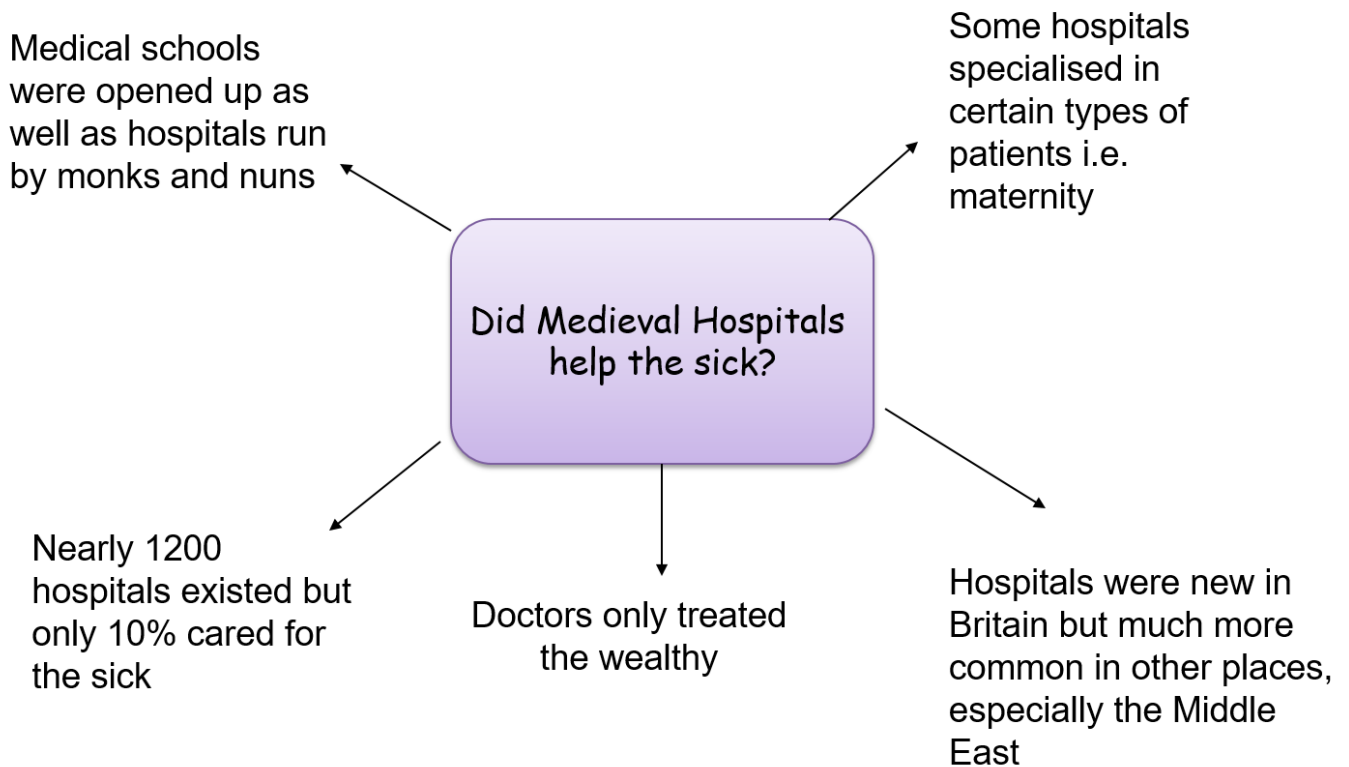 Medical schools
were opened up as
well as hospitals run
by monks and nuns
Some hospitals
specialised in
certain types of
patients i.e.
maternity
Did Medieval Hospitals
help the sick?
Nearly 1200
hospitals existed but
only 10% cared for
the sick
Doctors only treated
the wealthy
Hospitals were new in
Britain but much more
common in other places,
especially the Middle
East